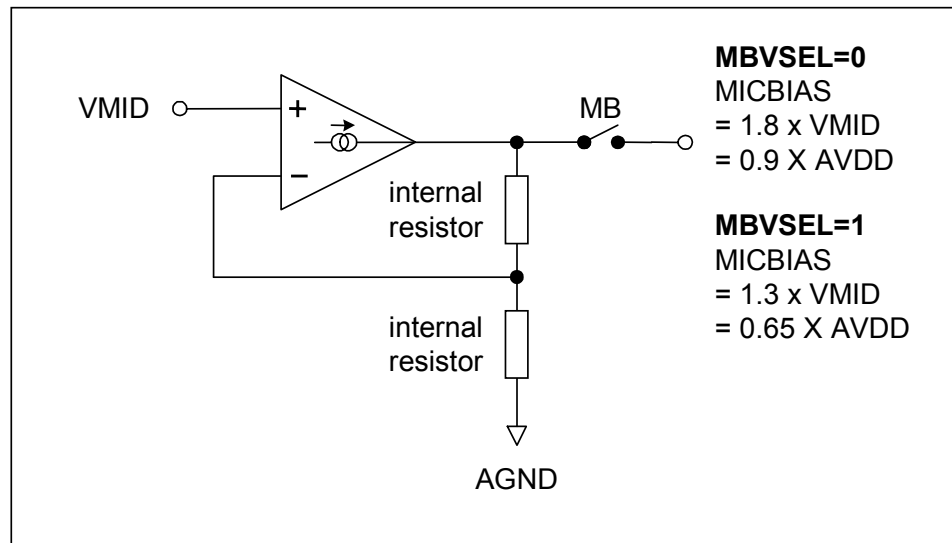 VMID
+
−
MB
internal
resistor
internal
resistor
AGND
MBVSEL=0
MICBIAS
= 1.8 x VMID
= 0.9 X AVDD
MBVSEL=1
MICBIAS
= 1.3 x VMID
= 0.65 X AVDD